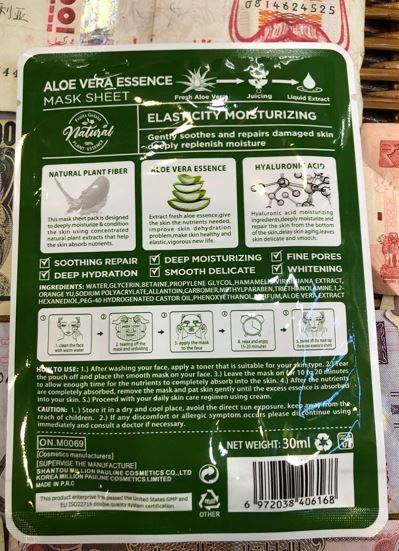 0814624525
ALOE VERA ESSENCE
MASK SHEET
Fresh Aloe Vera
Juicing
Liquid Extract
Natural
98%
PLANT ESSENCE
ELASTICITY MOISTURIZING
Gently soothes and repairs damaged skin
deeply replenish moisture
NATURAL PLANT FIBER
This mask sheet pack is designed
to deeply moisturize & condition
the skin using concentrated
natural plant extracts that help
the skin absorb nutrients.
ALOE VERA ESSENCE
Extract fresh aloe essence,give
the skin the nutrients needed,
improve skin dehydration
problem,make skin healthy and
elastic,vigorous new life.
HYALURONIC ACID
Hyaluronic acid moisturizing
ingredients,deeply moisturize and
repair the skin from the bottom
of the skin,delay skin aging,leaves
skin delicate and smooth.
SOOTHING REPAIR
DEEP MOISTURIZING
FINE PORES
DEEP HYDRATION
SMOOTH DELICATE
WHITENING
INGREDIENTS: WATER,GLYCERIN,BETAINE,PROPYLENE GLYCOL,HAMAMELIS VIRGINIANA EXTRACT,
ORANGE YU,SODIUM POLYACRYLATE,ALLANTOIN,CARBOMER,METHYLPARABEN,TRIETHANOLAMINE,1,2-
HEXANEDIOL,PEG-40 HYDROGENATED CASTOR OIL,PHENOXYETHANOL,PARFUM,ALOE VERA EXTRACT
1
1. clean the face
with warm water
2
2. tearing off the
mask and unfolding
3
3. apply the mask
to the face
4
4. relax and enjoy
15-20 minutes
5
HOW TO USE: 1.) After washing your face, apply a toner that is suitable for your skin type. 2.) Tear
the pouch off and place the smooth mask on your face. 3.) Leave the mask on for 10 to 20 minutes
to allow enough time for the nutrients to completely absorb into the skin. 4.) After the nutrients
are completely absorbed, remove the mask and pat skin gently until the excess essence is absorbed
into your skin. 5.) Proceed with your daily skin care regimen using cream.
CAUTION: 1.) Store it in a dry and cool place, avoid the direct sun exposure. keep away from the
reach of children. 2.) If any discomfort or allergic symptom occurs please discontinue using
immediately and consult a doctor if necessary.
ON.M0069
[Cosmetics manufacturers]
[SUPERVISE THE MANUFACTURE]
SHANTOU MILLION PAULINE COSMETICS CO.,LTD
KOREA MILLION PAULINE COSMETICS LIMITED
MADE IN P.R.C
NET WEIGHT: 30ml
This product enterprise has passed the United States GMP and
EU ISO22716 double quality system certification
7
OTHER
6 972038 406168